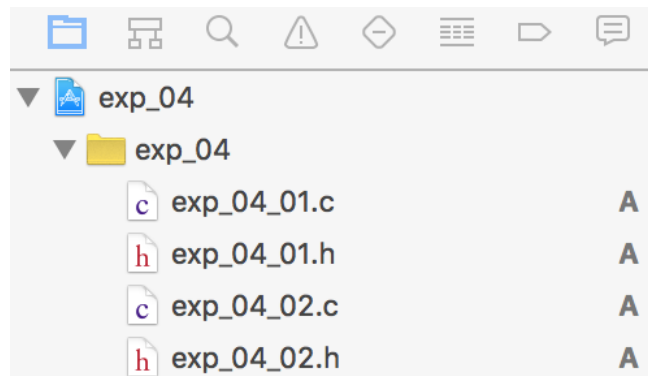 exp_04
exp_04
c exp_04_01.c A
h exp_04_01.h A
c exp_04_02.c A
h exp_04_02.h A